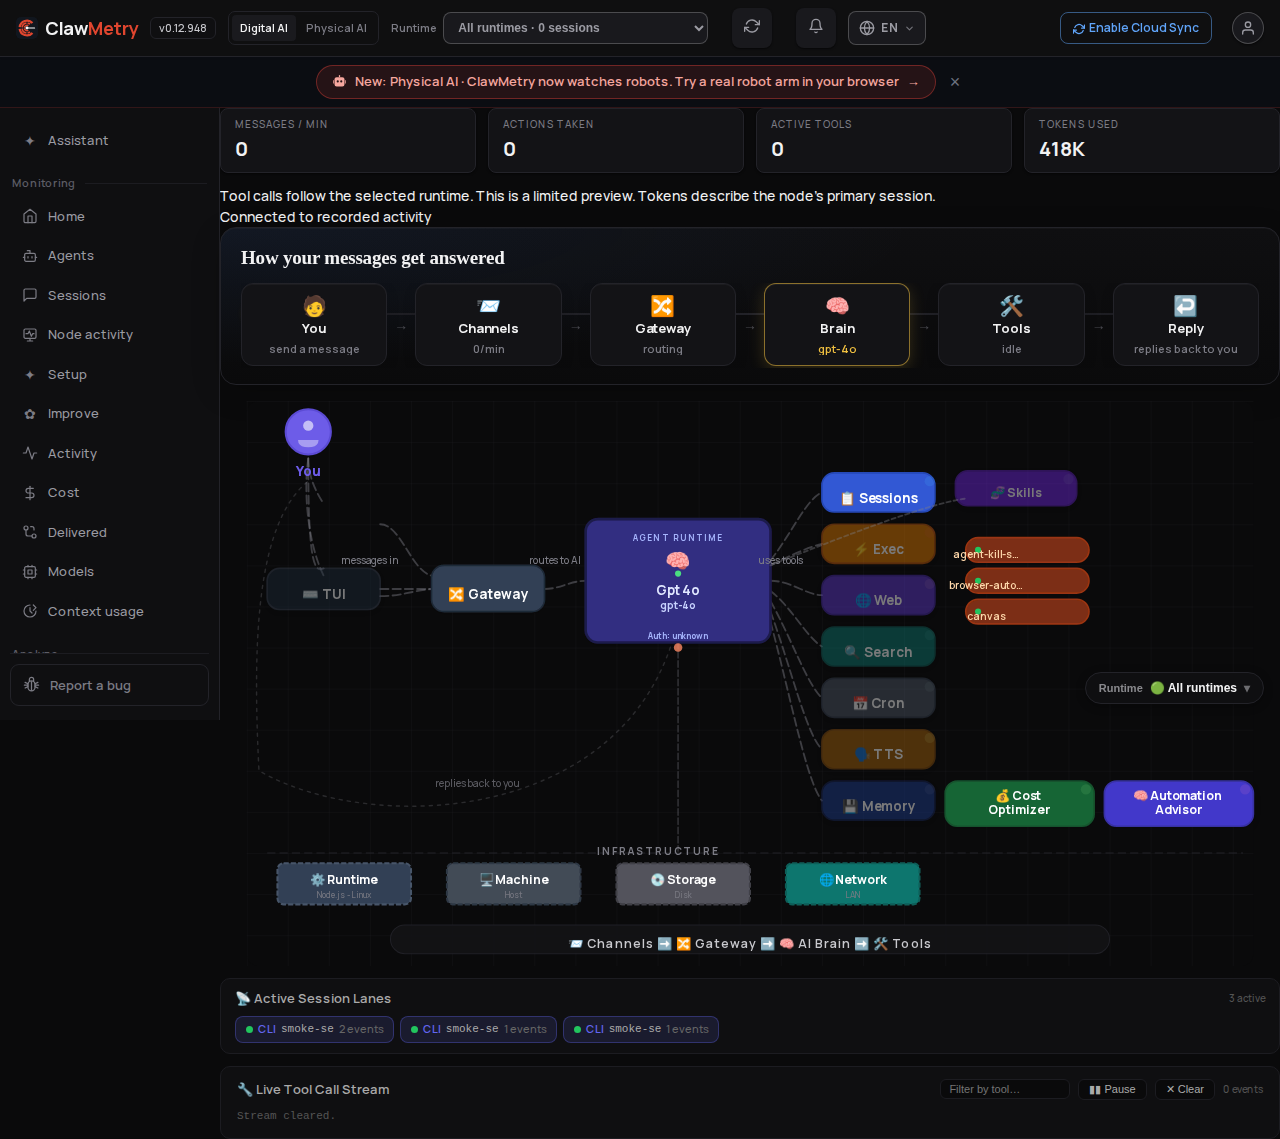 ClawMetry v0.12.948 Digital AI Physical AI Runtime All runtimes · 0 sessions EN Enable Cloud Sync
New: Physical AI · ClawMetry now watches robots. Try a real robot arm in your browser → ×
Assistant
Monitoring
Home
Agents
Sessions
Node activity
Setup
Improve
Activity
Cost
Delivered
Models
Context usage
Analyze
Report a bug
MESSAGES / MIN
0
ACTIONS TAKEN
0
ACTIVE TOOLS
0
TOKENS USED
418K
Tool calls follow the selected runtime. This is a limited preview. Tokens describe the node's primary session.
Connected to recorded activity
How your messages get answered
You
send a message
→
Channels
0/min
→
Gateway
routing
→
Brain
gpt-4o
→
Tools
idle
→
Reply
replies back to you
You
messages in
TUI
Gateway
routes to AI
AGENT RUNTIME
Gpt 4o
gpt-4o
Auth: unknown
uses tools
Sessions
Exec
Web
Search
Cron
TTS
Memory
Skills
agent-kill-s...
browser-auto...
canvas
Runtime All runtimes ▾
replies back to you
Cost
Optimizer
Automation
Advisor
INFRASTRUCTURE
Runtime
Node.js - Linux
Machine
Host
Storage
Disk
Network
LAN
Channels ➡ Gateway ➡ AI Brain ➡ Tools
Active Session Lanes 3 active
CLI smoke-se 2 events
CLI smoke-se 1 events
CLI smoke-se 1 events
Live Tool Call Stream Filter by tool... Pause ✕ Clear 0 events
Stream cleared.